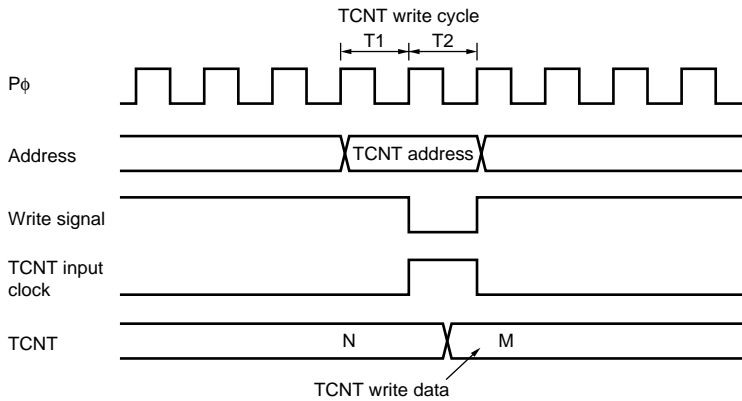 TCNT write cycle
T1 T2
Pϕ
Address
TCNT address
Write signal
TCNT input
clock
TCNT
N
M
TCNT write data